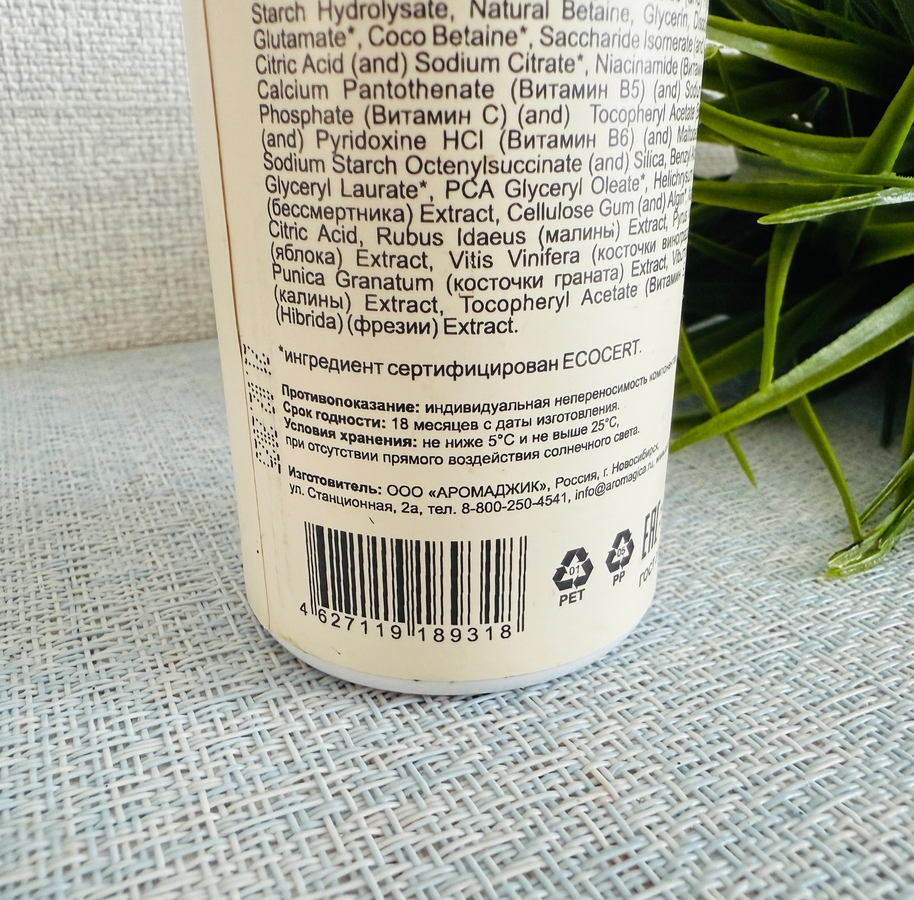 Starch Hydrolysate, Natural Betaine, Glycerin,
Glutamate*, Coco Betaine*, Saccharide Isomerate (and)
Citric Acid (and) Sodium Citrate*, Niacinamide
Calcium Pantothenate (Витамин B5) (and)
Phosphate (Витамин C) (and) Tocopheryl Acetate
(and) Pyridoxine HCl (Витамин B6) (and)
Sodium Starch Octenylsuccinate (and) Silica,
Glyceryl Laurate*, PCA Glyceryl Oleate*,
(бессмертника) Extract, Cellulose Gum (and) Algin
Citric Acid, Rubus Idaeus (малины) Extract,
(яблока) Extract, Vitis Vinifera (косточки
Punica Granatum (косточки граната) Extract,
(калины) Extract, Tocopheryl Acetate
(Hibrida) (фрезии) Extract.
*ингредиент сертифицирован ECOCERT.
Противопоказание: индивидуальная непереносимость
Срок годности: 18 месяцев с даты изготовления.
Условия хранения: не ниже 5°C и не выше 25°C,
при отсутствии прямого воздействия солнечного света.
Изготовитель: ООО «АРОМАДЖИК», Россия, г. Новосибирск,
ул. Станционная, 2а, тел. 8-800-250-4541, info@aromagica.ru,
01
PET
05
PP
EAC
4 627119 189318